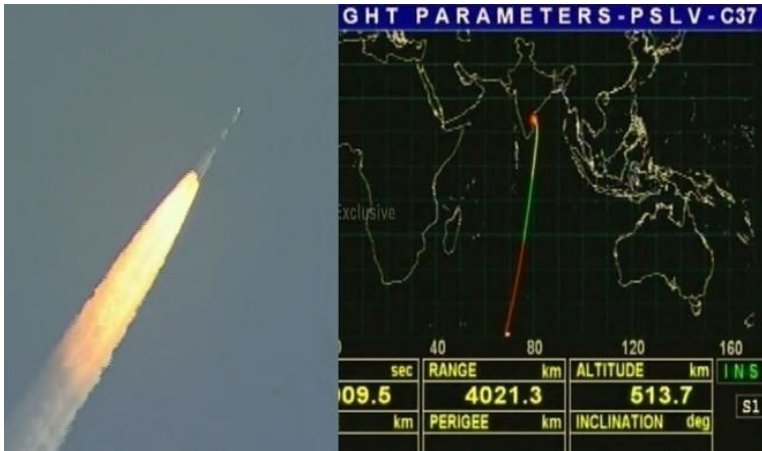 GHT PARAMETERS-PSLV-C37
Exclusive
40 80 120 160
sec RANGE km ALTITUDE km INS
009.5 4021.3 513.7
S1
km PERIGEE km INCLINATION deg